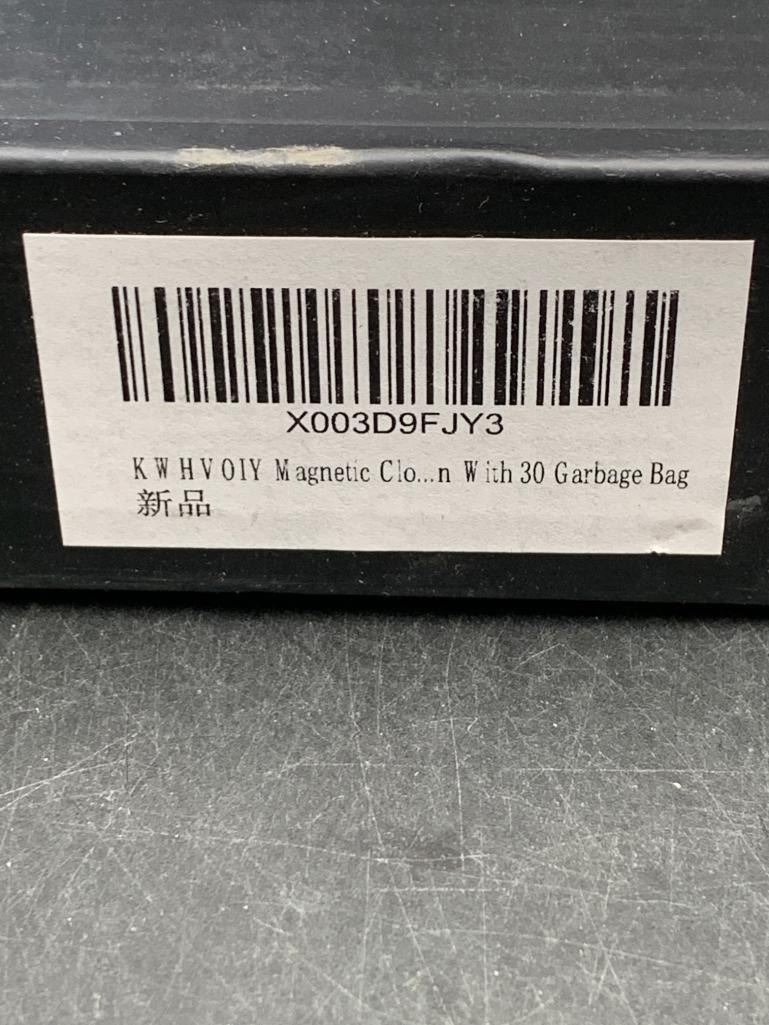 X003D9FJY3
KWHVOIY Magnetic Clo...n With 30 Garbage Bag
新品